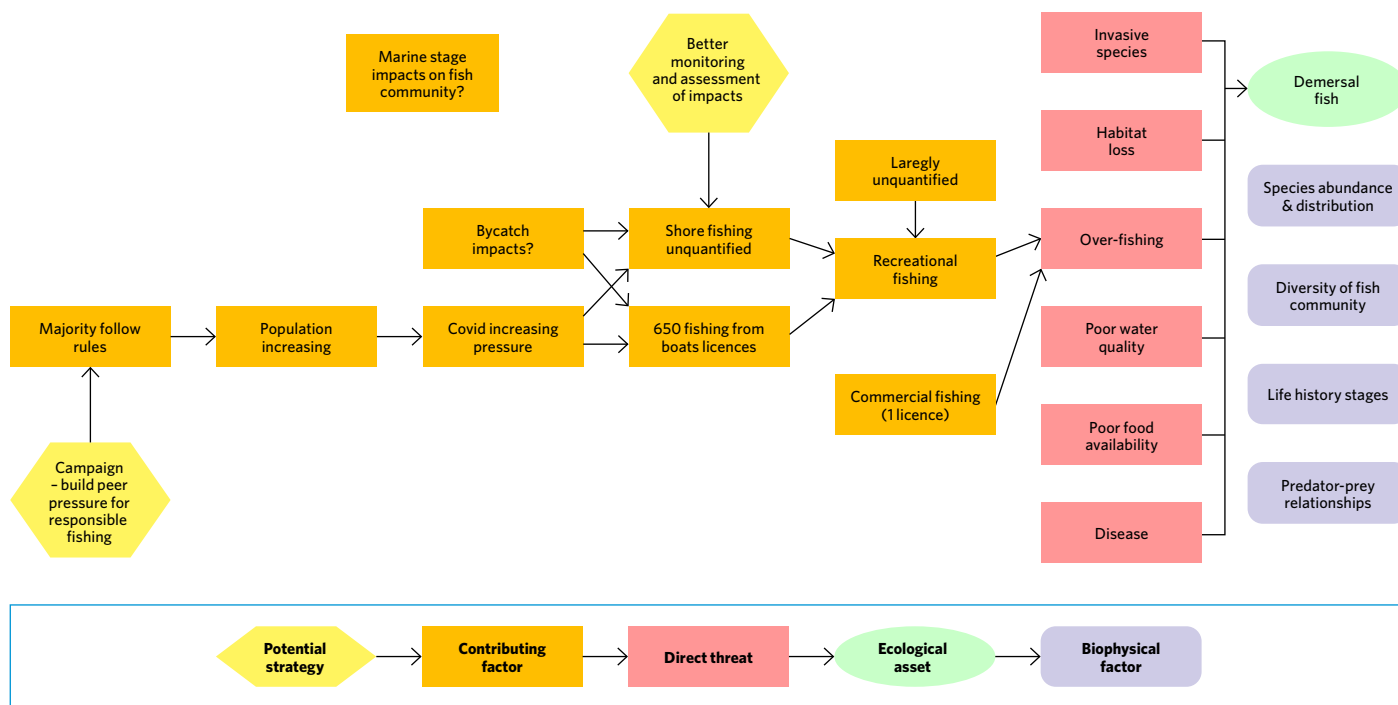 Marine stage
impacts on fish
community?
Better
monitoring
and assessment
of impacts
Invasive
species
Demersal
fish
Habitat
loss
Laregly
unquantified
Species abundance
& distribution
Bycatch
impacts?
Shore fishing
unquantified
Recreational
fishing
Over-fishing
Diversity of fish
community
Majority follow
rules
Population
increasing
Covid increasing
pressure
650 fishing from
boats licences
Poor water
quality
Commercial fishing
(1 licence)
Life history stages
Poor food
availability
Campaign
– build peer
pressure for
responsible
fishing
Predator-prey
relationships
Disease
Potential
strategy
Contributing
factor
Direct threat
Ecological
asset
Biophysical
factor